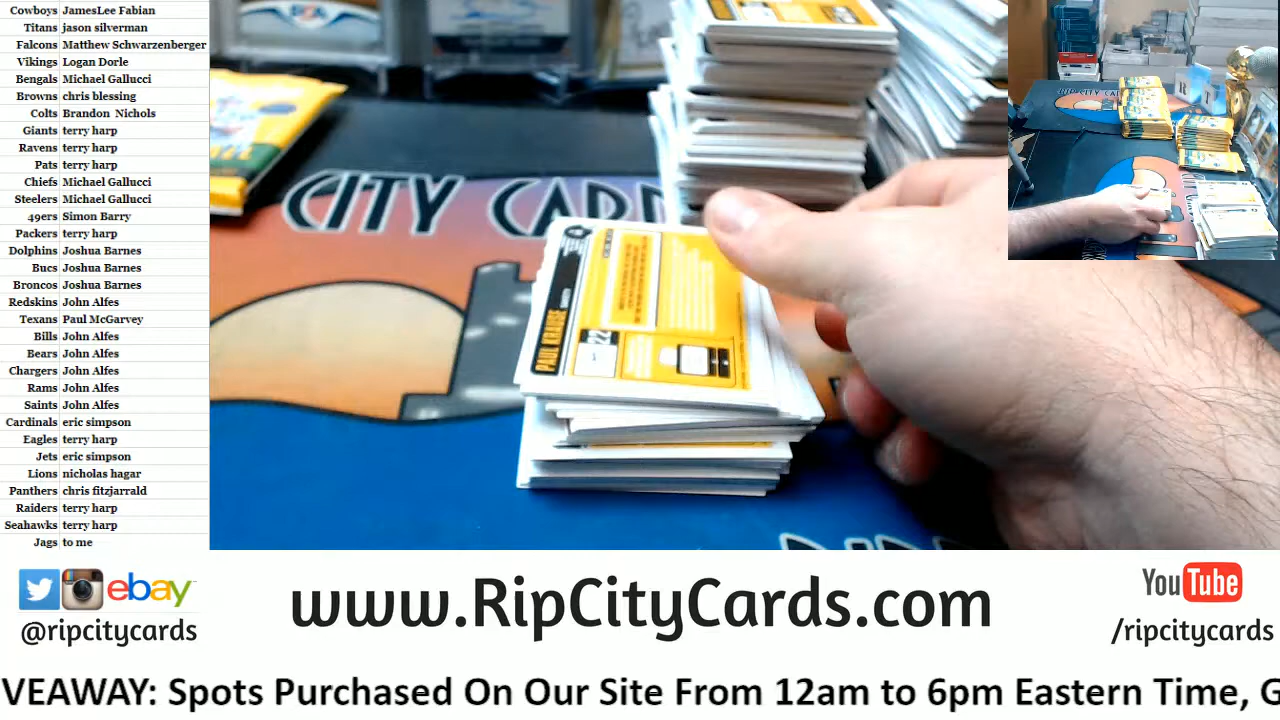 Cowboys JamesLee Fabian
Titans jason silverman
Falcons Matthew Schwarzenberger
Vikings Logan Dorle
Bengals Michael Gallucci
Browns chris blessing
Colts Brandon Nichols
Giants terry harp
Ravens terry harp
Pats terry harp
Chiefs Michael Gallucci
Steelers Michael Gallucci
49ers Simon Barry
Packers terry harp
Dolphins Joshua Barnes
Bucs Joshua Barnes
Broncos Joshua Barnes
Redskins John Alfes
Texans Paul McGarvey
Bills John Alfes
Bears John Alfes
Chargers John Alfes
Rams John Alfes
Saints John Alfes
Cardinals eric simpson
Eagles terry harp
Jets eric simpson
Lions nicholas hagar
Panthers chris fitzjarrald
Raiders terry harp
Seahawks terry harp
Jags to me
CITY CARD
PAUL KRAUSE
22
ebay
@ripcitycards
www.RipCityCards.com
YouTube
/ripcitycards
VEAWAY: Spots Purchased On Our Site From 12am to 6pm Eastern Time, G